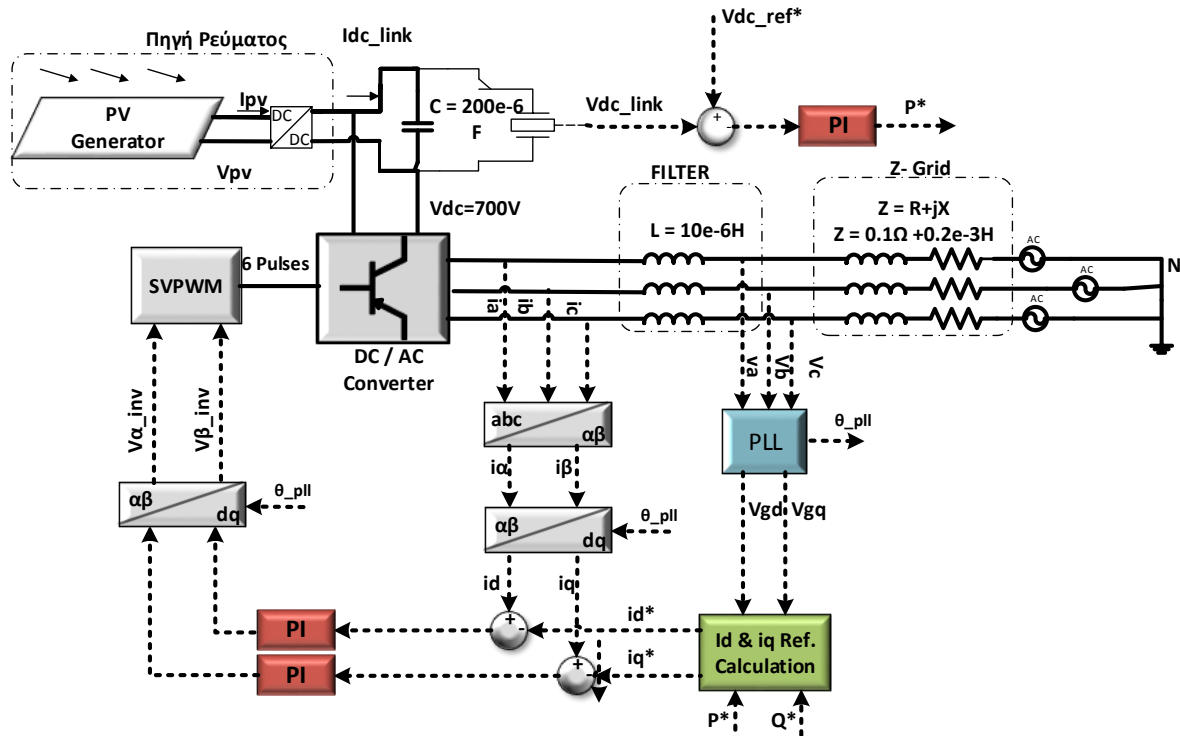 Vdc_ref*
Πηγή Ρεύματος
Idc_link
Ipv
PV
Generator
DC
DC
C = 200e-6
F
Vdc_link
+
-
PI
P*
Vpv
Vdc=700V
FILTER
Z- Grid
L = 10e-6H
Z = R+jX
Z = 0.1Ω +0.2e-3H
AC
AC
AC
N
SVPWM
6 Pulses
DC / AC
Converter
ia
ib
ic
va
Vb
Vc
Vα_inv
Vβ_inv
abc
αβ
PLL
θ_pll
iα
iβ
αβ
dq
θ_pll
αβ
dq
θ_pll
Vgd
Vgq
id
iq
PI
+
-
id*
Id & iq Ref.
Calculation
PI
+
-
iq*
P*
Q*